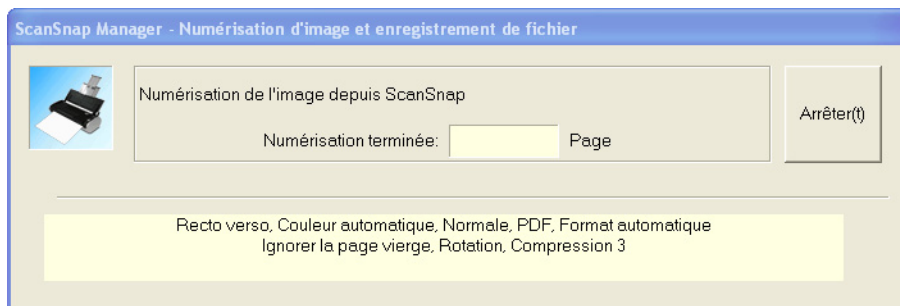 ScanSnap Manager - Numérisation d'image et enregistrement de fichier
Numérisation de l'image depuis ScanSnap
Arrêter(t)
Numérisation terminée: Page
Recto verso, Couleur automatique, Normale, PDF, Format automatique
Ignorer la page vierge, Rotation, Compression 3